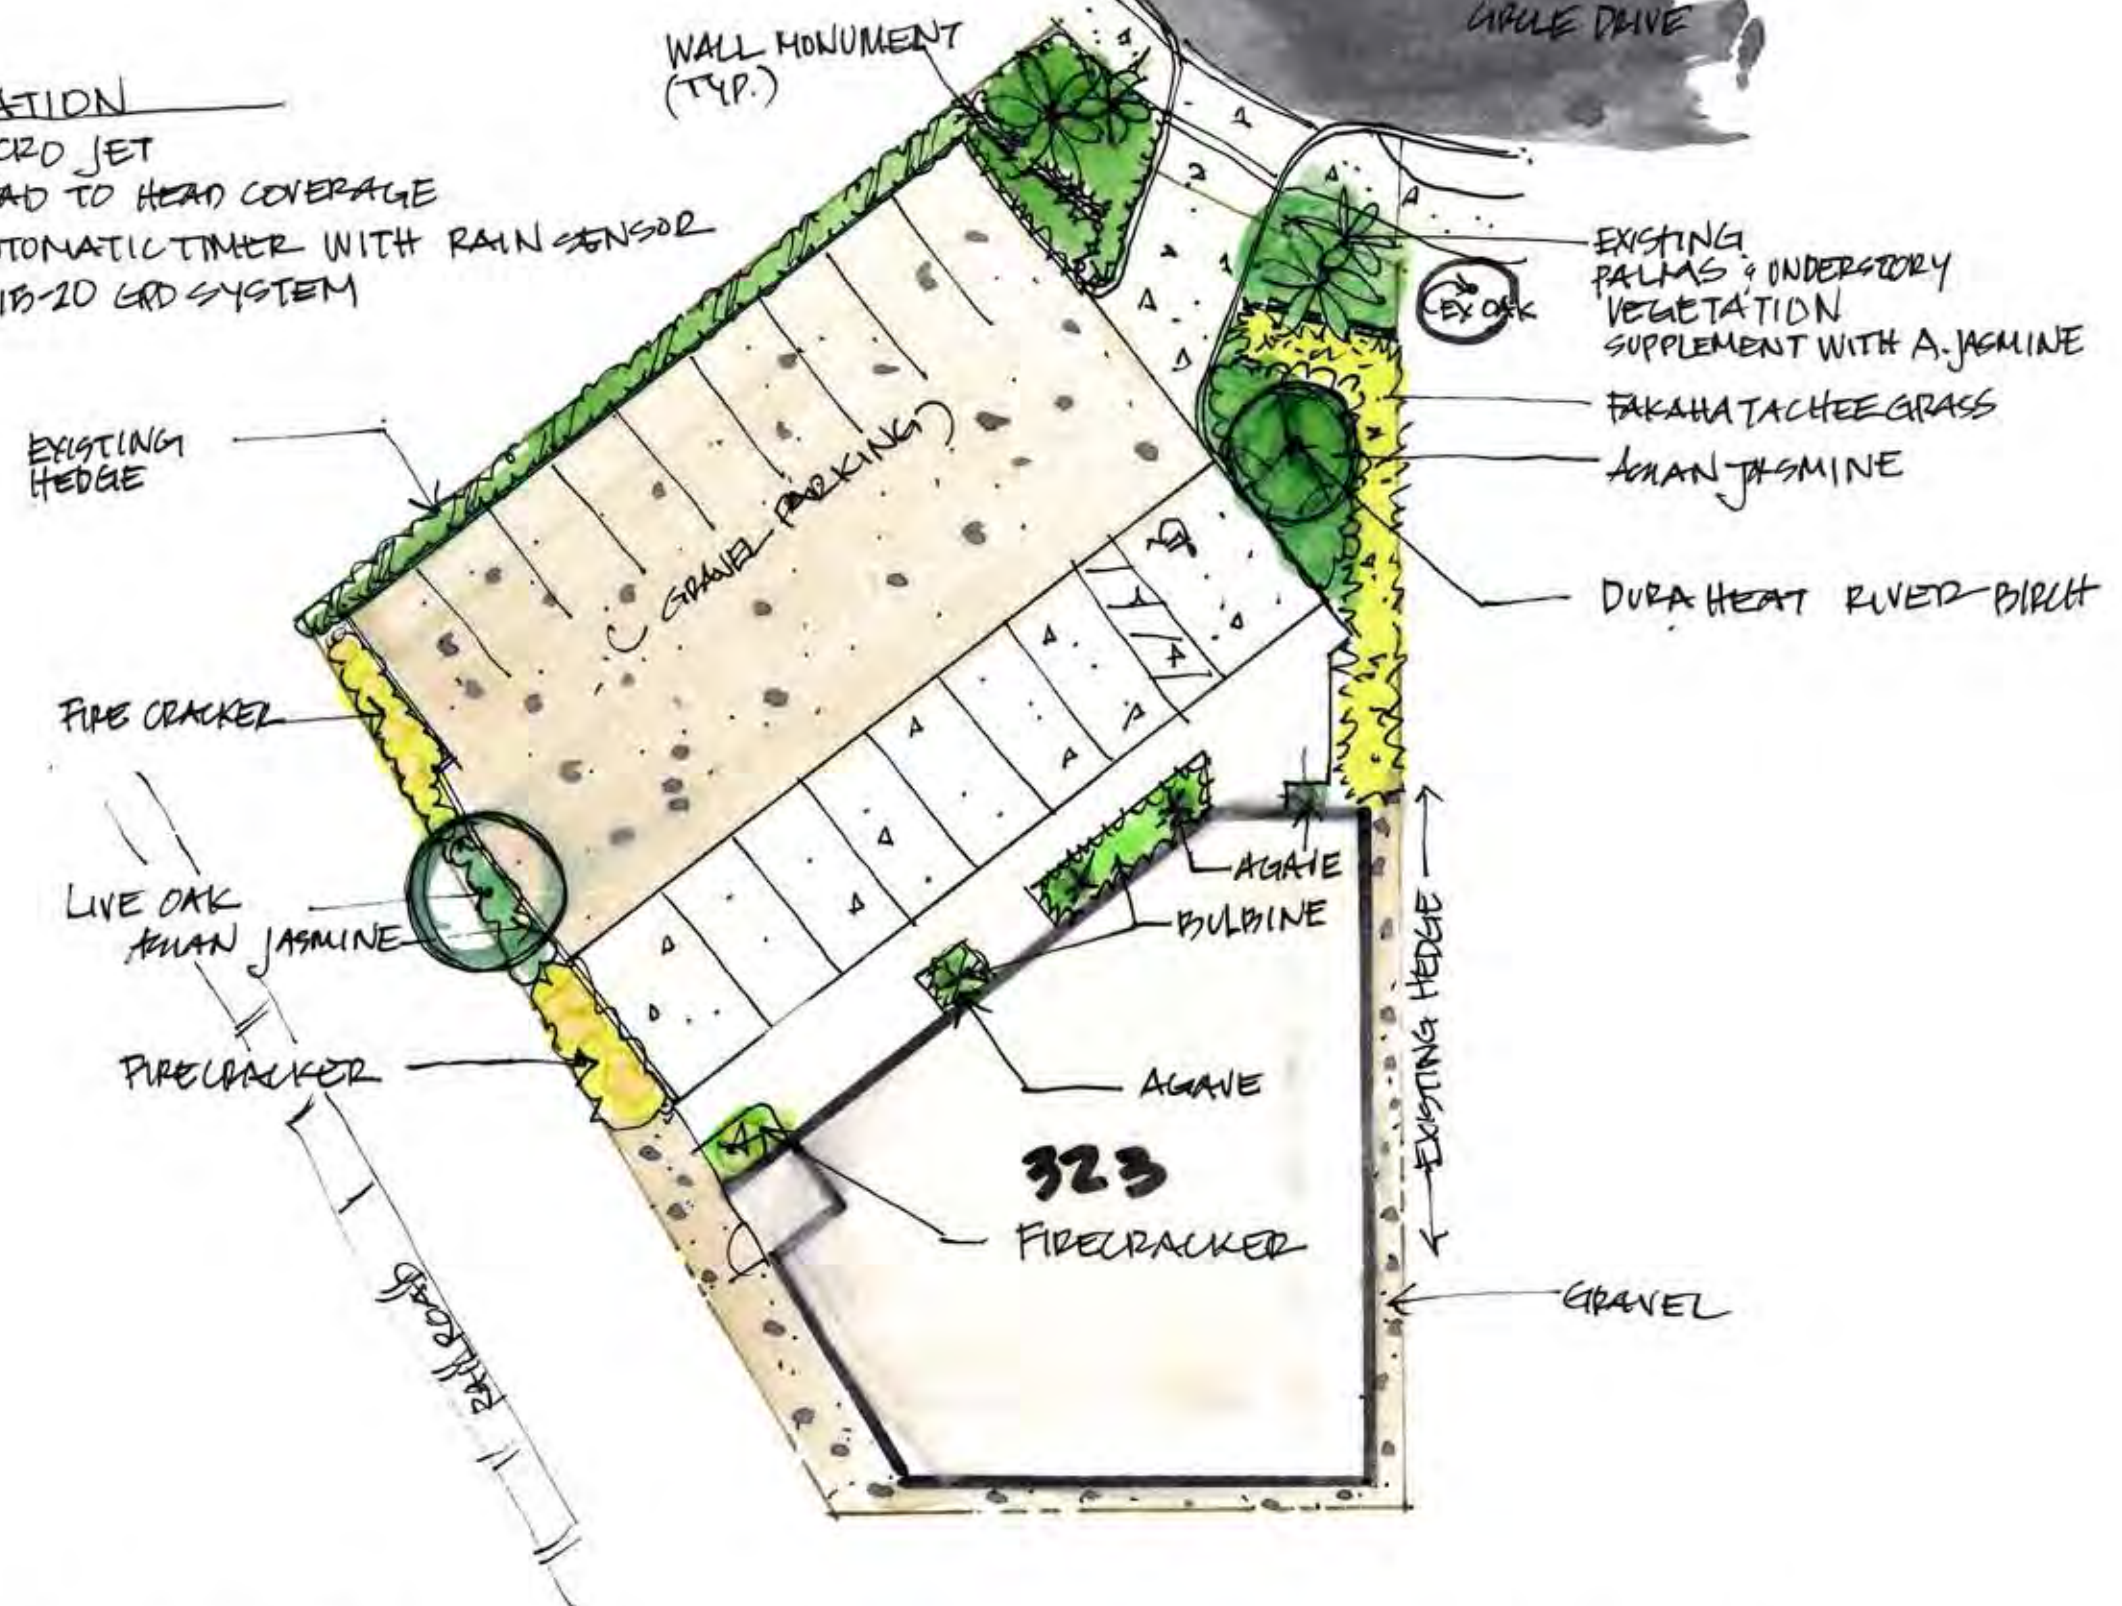 CIRCLE DRIVE
WALL MONUMENT
(TYP.)
ATION
CRO JET
AD TO HEAD COVERAGE
TOMATIC TIMER WITH RAIN SENSOR
15-20 GPD SYSTEM
EXISTING
PALMS & UNDERSTORY
VEGETATION
SUPPLEMENT WITH A. JASMINE
EX OAK
FAKAHATACHEE GRASS
ASIAN JASMINE
DURA HEAT RIVER BIRCH
EXISTING
HEDGE
(GRAVEL PARKING)
FIRE CRACKER
LIVE OAK
ASIAN JASMINE
FIRECRACKER
AGAVE
BULBINE
AGAVE
323
FIRECRACKER
EXISTING HEDGE
GRAVEL
RAILROAD